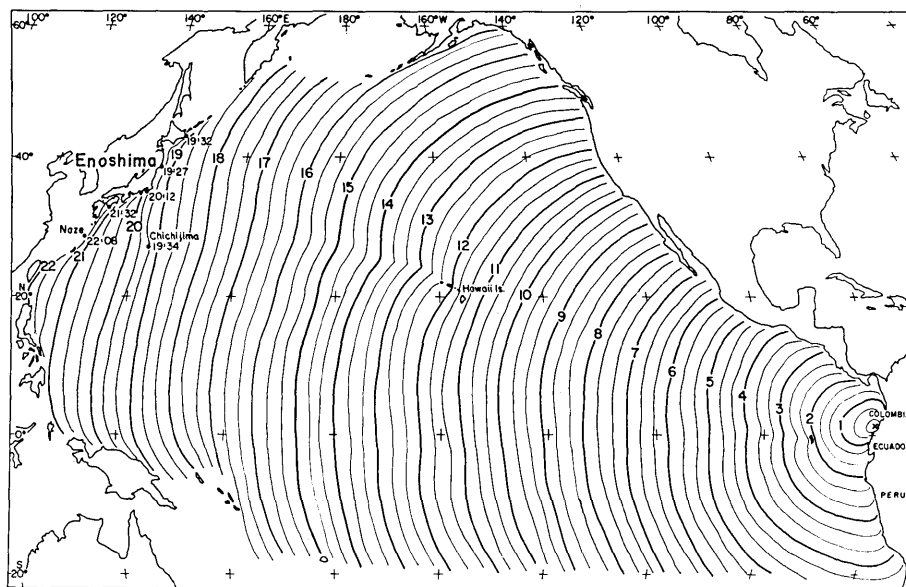 60° 100° 120° 140° 160°E 180° 160°W 140° 120° 100° 80° 60°
19:32
19 18 17 16 15 14 13 12 11 10 9 8 7 6 5 4 3 2 1
40° Enoshima
19:27
20:12
21:32
Naze
22:08
20
Chichijima
19:34
22 21
N
20°
Hawaii Is.
COLOMBIA
0°
ECUADOR
PERU
S
20°